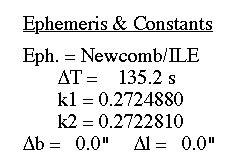 Ephemeris & Constants
Eph. = Newcomb/ILE
ΔT = 135.2 s
k1 = 0.2724880
k2 = 0.2722810
Δb = 0.0" Δl = 0.0"